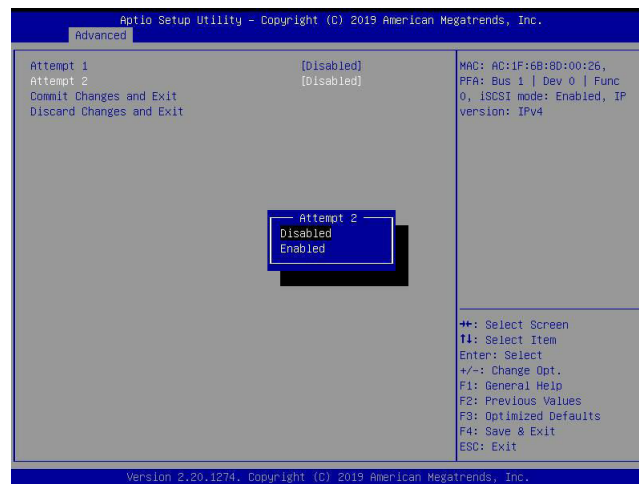 Aptio Setup Utility – Copyright (C) 2019 American Megatrends, Inc.
Advanced
Attempt 1 [Disabled]
Attempt 2 [Disabled]
Commit Changes and Exit
Discard Changes and Exit
MAC: AC:1F:6B:8D:00:26,
PFA: Bus 1 | Dev 0 | Func
0, iSCSI mode: Enabled, IP
version: IPv4
Attempt 2
Disabled
Enabled
→←: Select Screen
↑↓: Select Item
Enter: Select
+/-: Change Opt.
F1: General Help
F2: Previous Values
F3: Optimized Defaults
F4: Save & Exit
ESC: Exit
Version 2.20.1274. Copyright (C) 2019 American Megatrends, Inc.